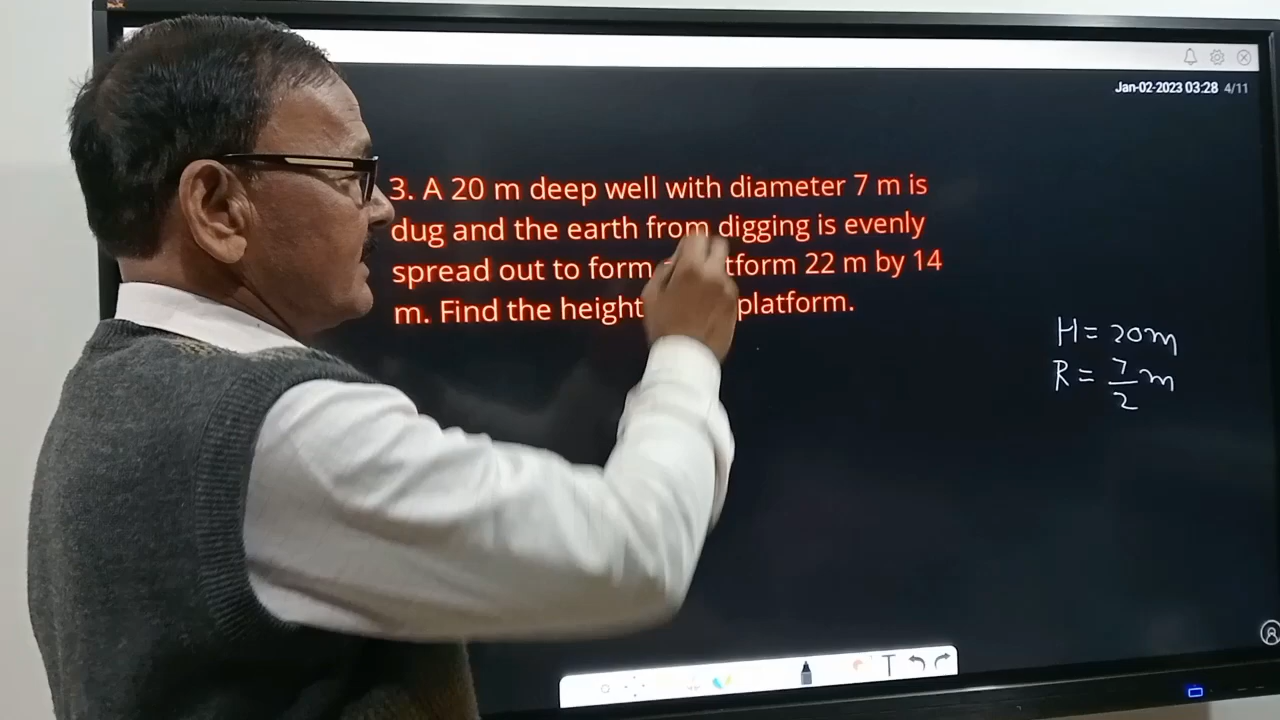 Jan-02-2023 03:28 4/11
3. A 20 m deep well with diameter 7 m is
dug and the earth from digging is evenly
spread out to form 22 m by 14
m. Find the height platform.
H = 20m
R = 7/2 m
T